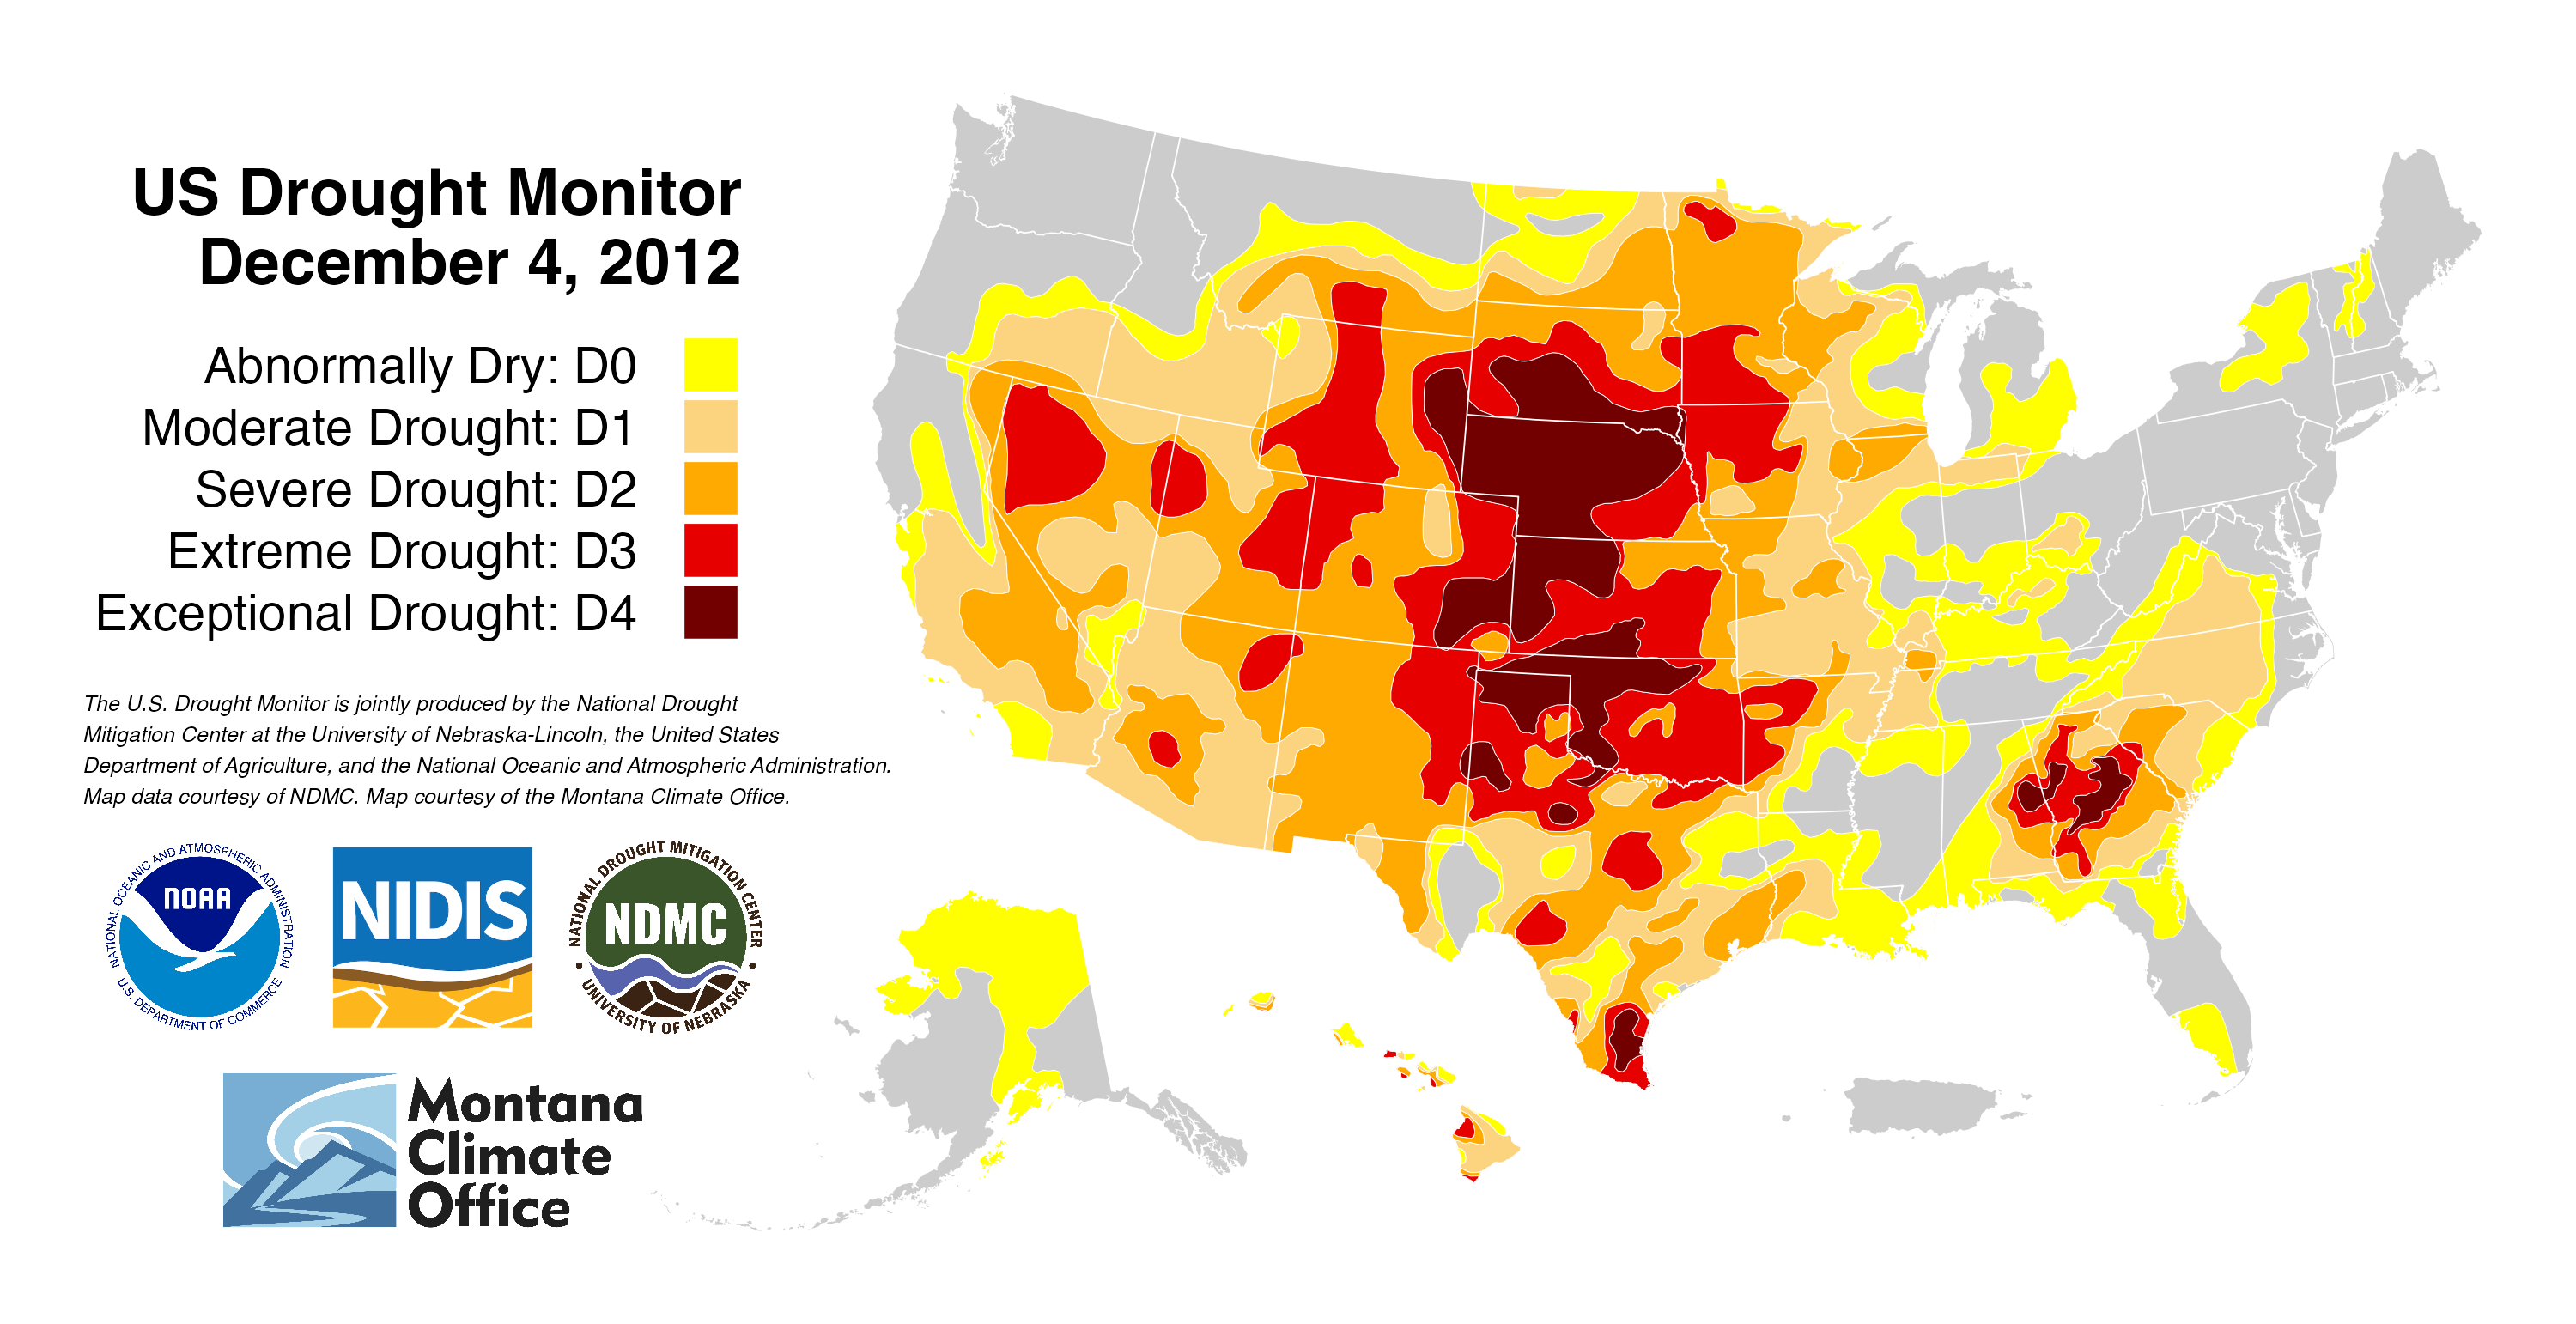 US Drought Monitor
December 4, 2012
Abnormally Dry: D0
Moderate Drought: D1
Severe Drought: D2
Extreme Drought: D3
Exceptional Drought: D4
The U.S. Drought Monitor is jointly produced by the National Drought
Mitigation Center at the University of Nebraska-Lincoln, the United States
Department of Agriculture, and the National Oceanic and Atmospheric Administration.
Map data courtesy of NDMC. Map courtesy of the Montana Climate Office.
NATIONAL OCEANIC AND ATMOSPHERIC ADMINISTRATION
NOAA
U.S. DEPARTMENT OF COMMERCE
NIDIS
NATIONAL DROUGHT MITIGATION CENTER
NDMC
UNIVERSITY OF NEBRASKA
Montana
Climate
Office